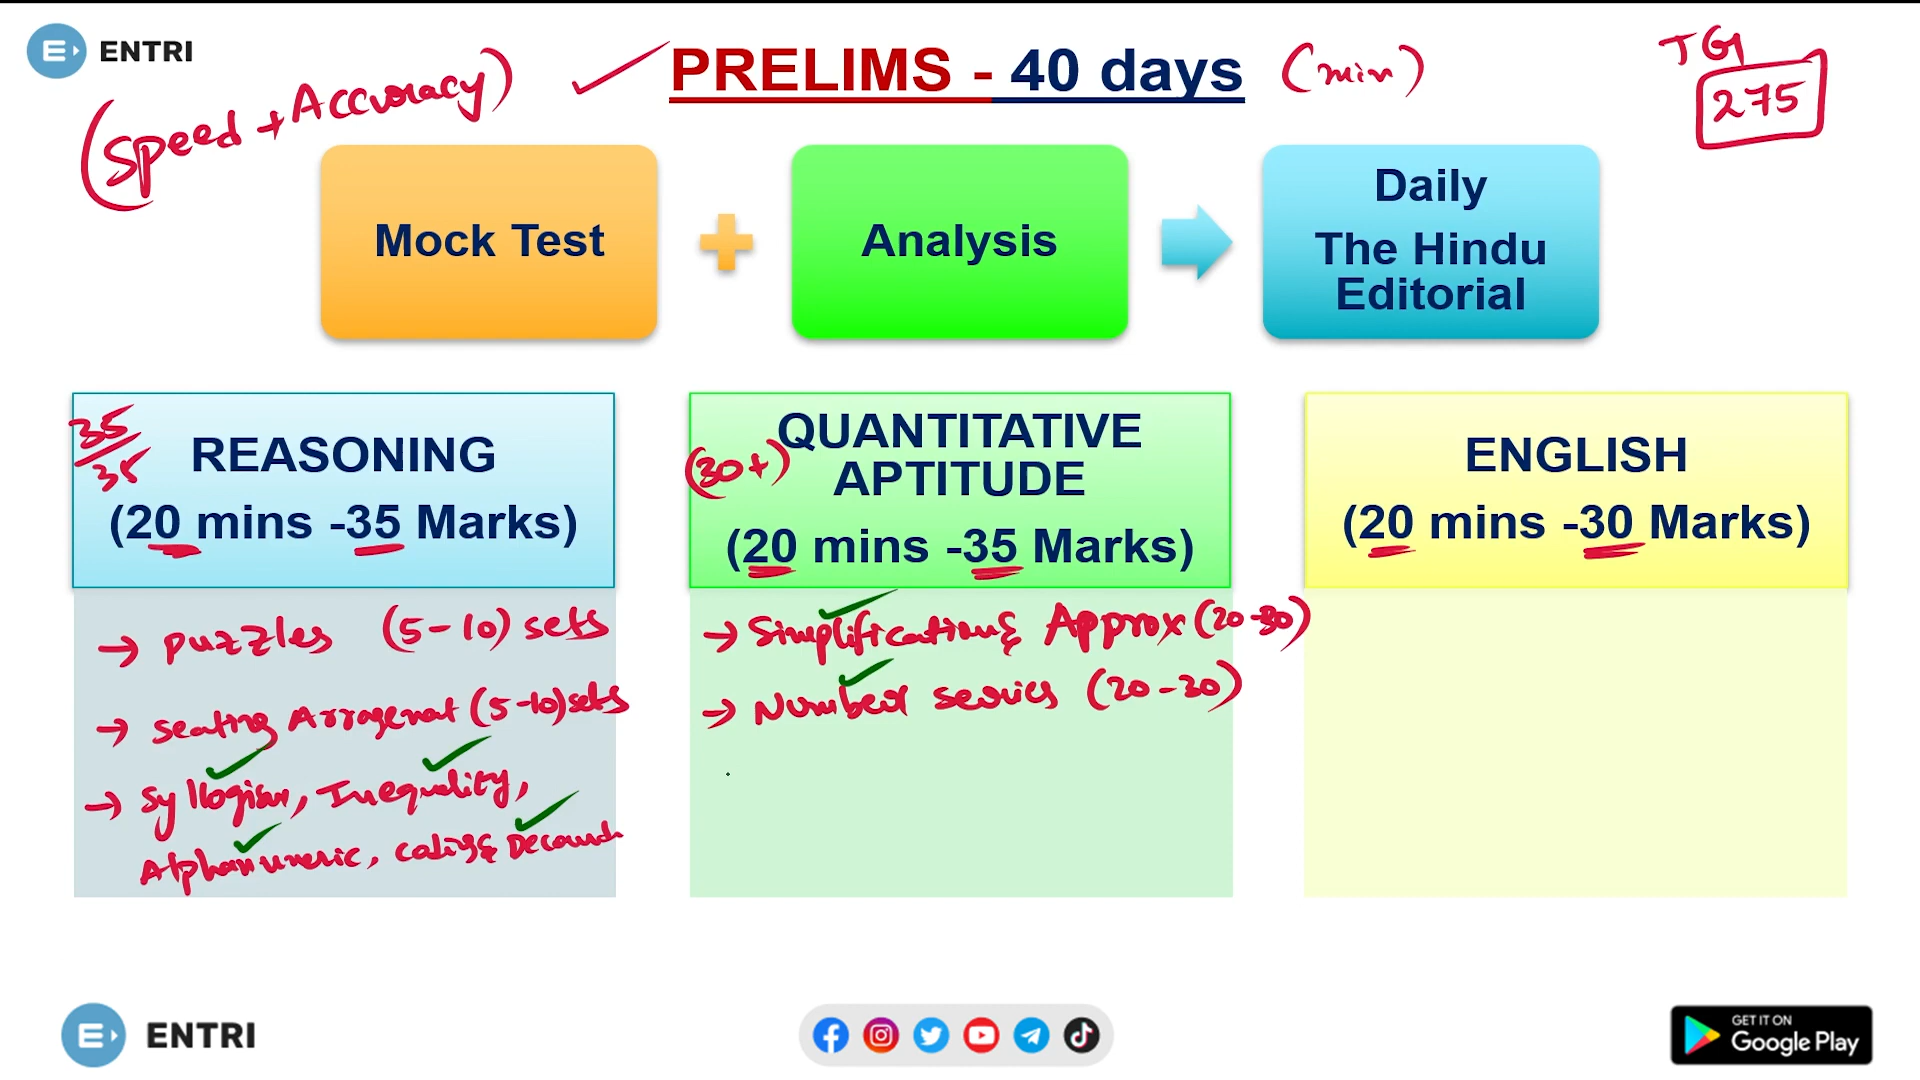 ENTRI
(Speed + Accuracy)
PRELIMS - 40 days (min)
TG
275
Mock Test
Analysis
Daily
The Hindu
Editorial
35/35
REASONING
(20 mins -35 Marks)
→ puzzles (5-10) sets
→ seating Arragemat (5-10) sets
→ Syllogism, Inequality,
Alphanumeric, coding &
(30+)
QUANTITATIVE
APTITUDE
(20 mins -35 Marks)
→ Simplification & Approx (20-30)
→ Number series (20-30)
ENGLISH
(20 mins -30 Marks)
ENTRI
GET IT ON
Google Play